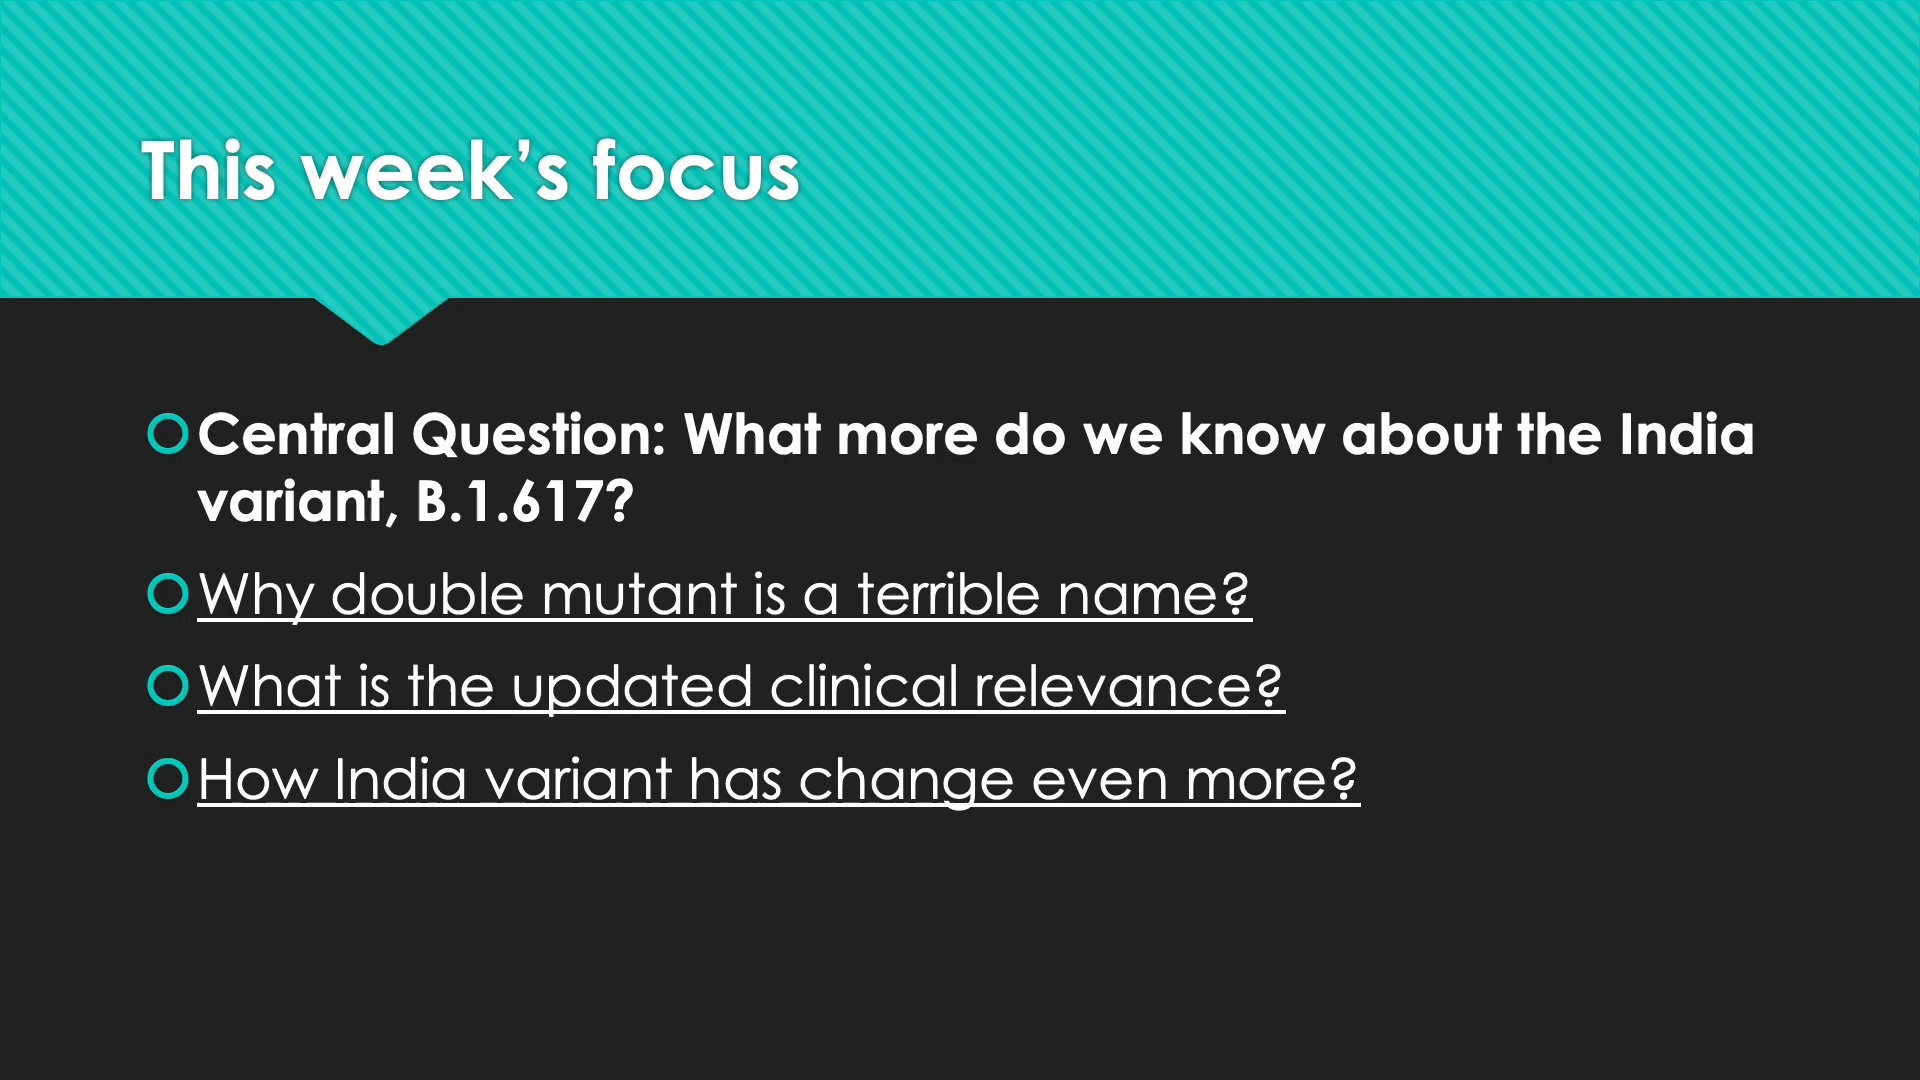 This week’s focus
Central Question: What more do we know about the India
variant, B.1.617?
Why double mutant is a terrible name?
What is the updated clinical relevance?
How India variant has change even more?